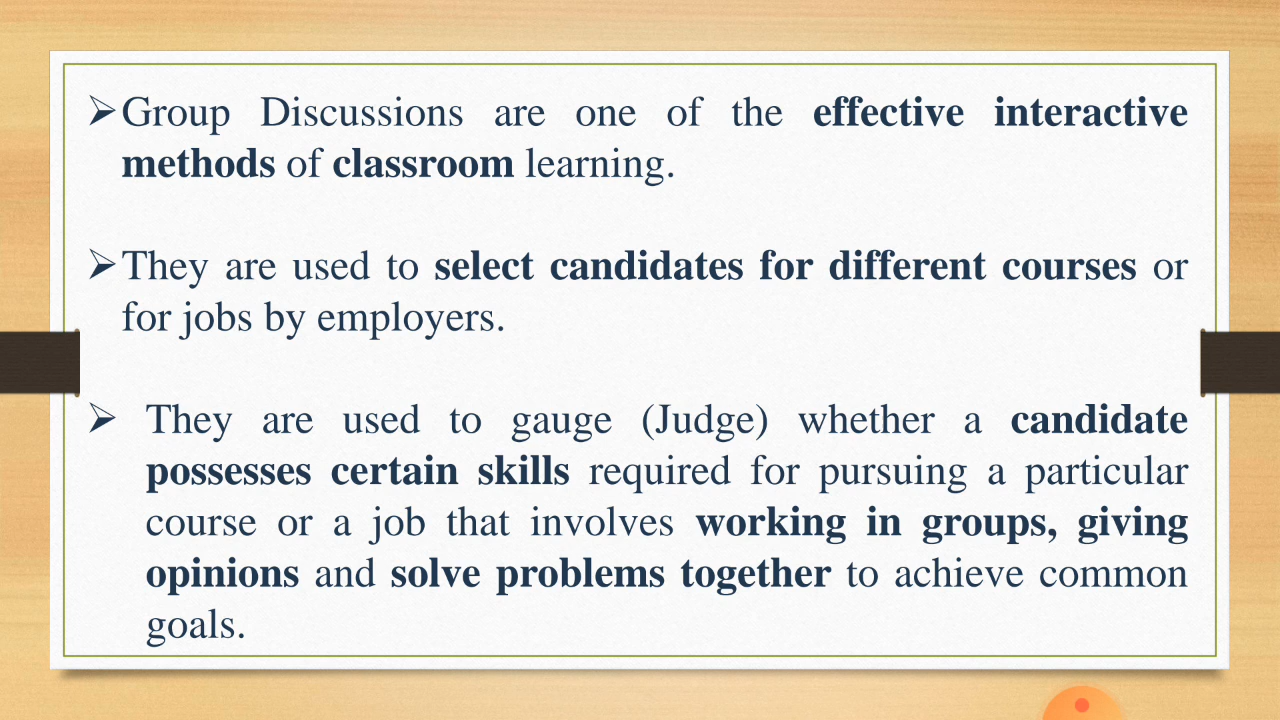 ➢Group Discussions are one of the effective interactive
methods of classroom learning.
➢They are used to select candidates for different courses or
for jobs by employers.
➢ They are used to gauge (Judge) whether a candidate
possesses certain skills required for pursuing a particular
course or a job that involves working in groups, giving
opinions and solve problems together to achieve common
goals.